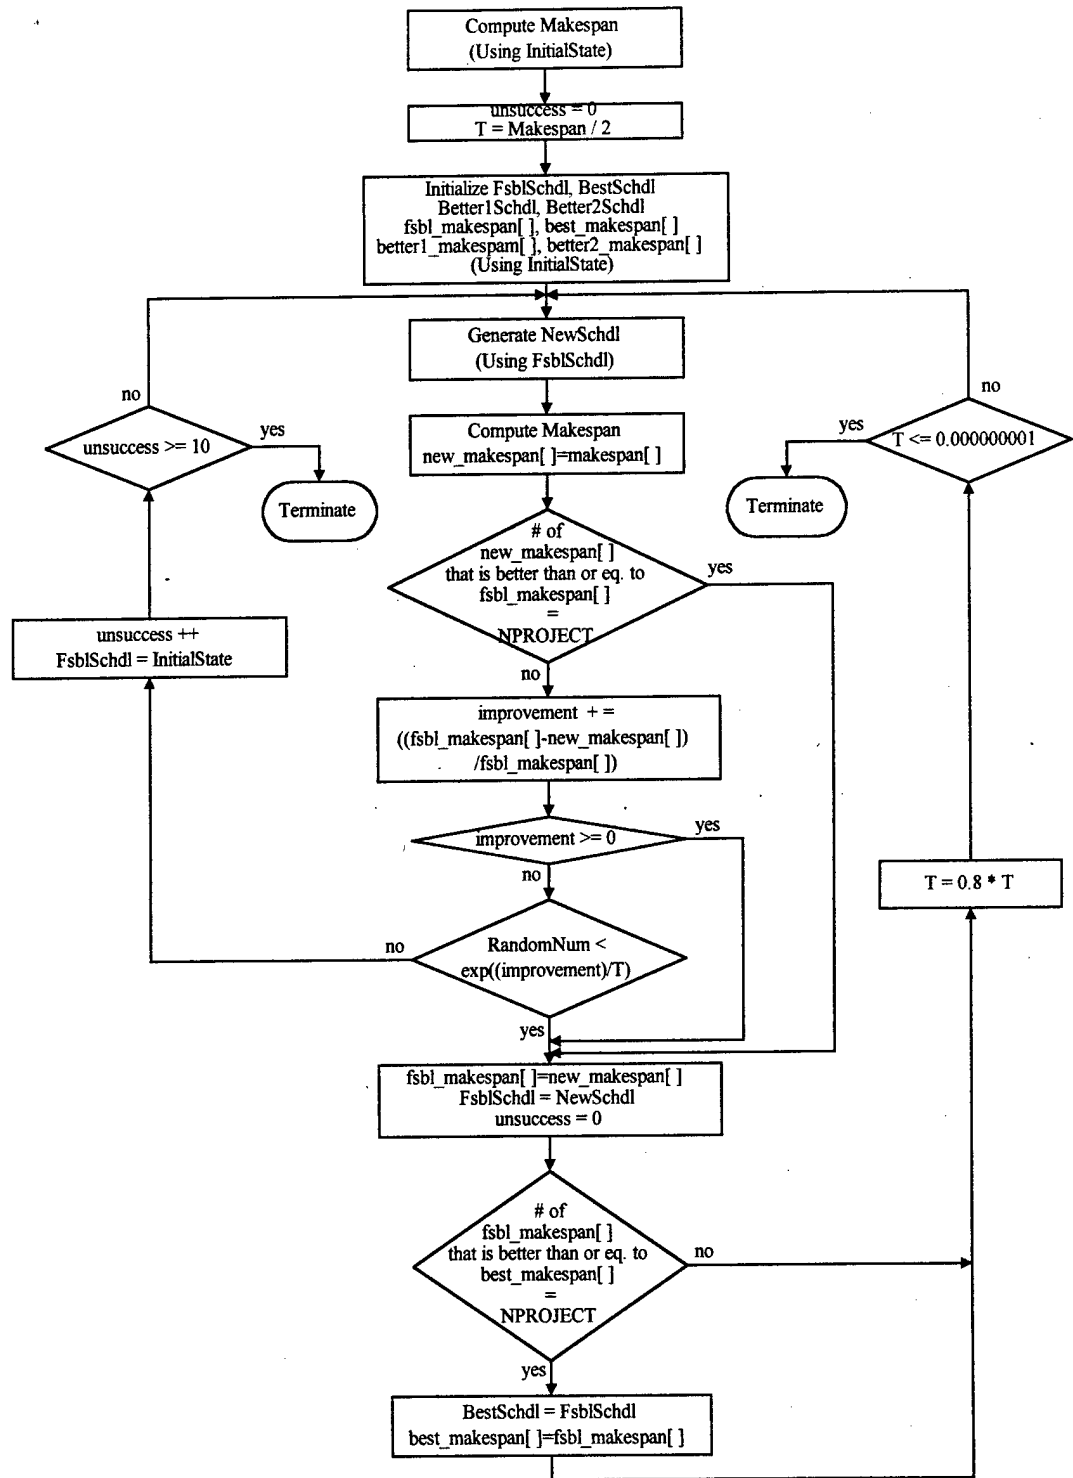 Compute Makespan
(Using InitialState)
unsuccess = 0
T = Makespan / 2
Initialize FsblSchdl, BestSchdl
Better1Schdl, Better2Schdl
fsbl_makespan[ ], best_makespan[ ]
better1_makespam[ ], better2_makespan[ ]
(Using InitialState)
Generate NewSchdl
(Using FsblSchdl)
no
no
unsuccess >= 10
yes
Compute Makespan
new_makespan[ ]=makespan[ ]
yes
T <= 0.000000001
Terminate
Terminate
# of
new_makespan[ ]
that is better than or eq. to
fsbl_makespan[ ]
=
NPROJECT
yes
no
unsuccess ++
FsblSchdl = InitialState
improvement + =
((fsbl_makespan[ ]-new_makespan[ ])
/fsbl_makespan[ ])
improvement >= 0
yes
no
T = 0.8 * T
no
RandomNum <
exp((improvement)/T)
yes
fsbl_makespan[ ]=new_makespan[ ]
FsblSchdl = NewSchdl
unsuccess = 0
# of
fsbl_makespan[ ]
that is better than or eq. to
best_makespan[ ]
=
NPROJECT
no
yes
BestSchdl = FsblSchdl
best_makespan[ ]=fsbl_makespan[ ]